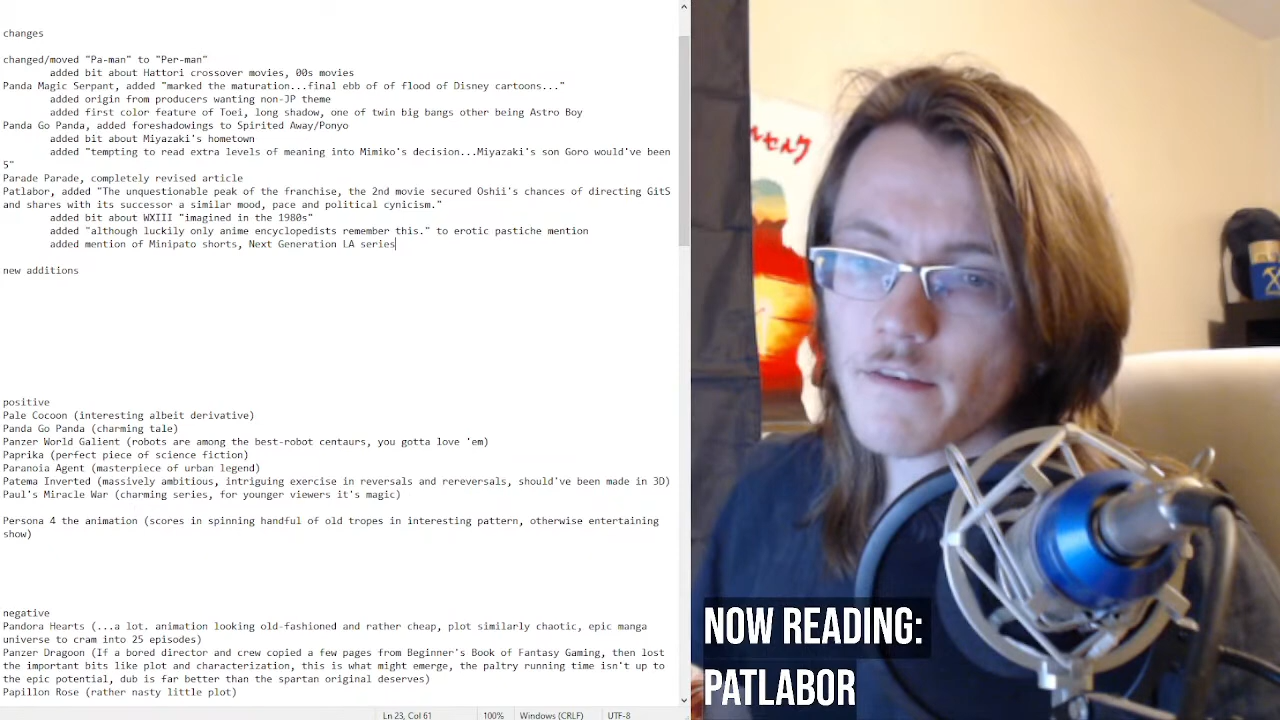 changes
changed/moved "Pa-man" to "Per-man"
added bit about Hattori crossover movies, 00s movies
Panda Magic Serpant, added "marked the maturation...final ebb of of flood of Disney cartoons..."
added origin from producers wanting non-JP theme
added first color feature of Toei, long shadow, one of twin big bangs other being Astro Boy
Panda Go Panda, added foreshadowings to Spirited Away/Ponyo
added bit about Miyazaki's hometown
added "tempting to read extra levels of meaning into Mimiko's decision...Miyazaki's son Goro would've been
5"
Parade Parade, completely revised article
Patlabor, added "The unquestionable peak of the franchise, the 2nd movie secured Oshii's chances of directing GitS
and shares with its successor a similar mood, pace and political cynicism."
added bit about WXIII "imagined in the 1980s"
added "although luckily only anime encyclopedists remember this." to erotic pastiche mention
added mention of Minipato shorts, Next Generation LA series
new additions
positive
Pale Cocoon (interesting albeit derivative)
Panda Go Panda (charming tale)
Panzer World Galient (robots are among the best-robot centaurs, you gotta love 'em)
Paprika (perfect piece of science fiction)
Paranoia Agent (masterpiece of urban legend)
Patema Inverted (massively ambitious, intriguing exercise in reversals and rereversals, should've been made in 3D)
Paul's Miracle War (charming series, for younger viewers it's magic)
Persona 4 the animation (scores in spinning handful of old tropes in interesting pattern, otherwise entertaining
show)
negative
Pandora Hearts (...a lot. animation looking old-fashioned and rather cheap, plot similarly chaotic, epic manga
universe to cram into 25 episodes)
Panzer Dragoon (If a bored director and crew copied a few pages from Beginner's Book of Fantasy Gaming, then lost
the important bits like plot and characterization, this is what might emerge, the paltry running time isn't up to
the epic potential, dub is far better than the spartan original deserves)
Papillon Rose (rather nasty little plot)
Ln 23, Col 61
100%
Windows (CRLF)
UTF-8
ルセルク
NOW READING:
PATLABOR